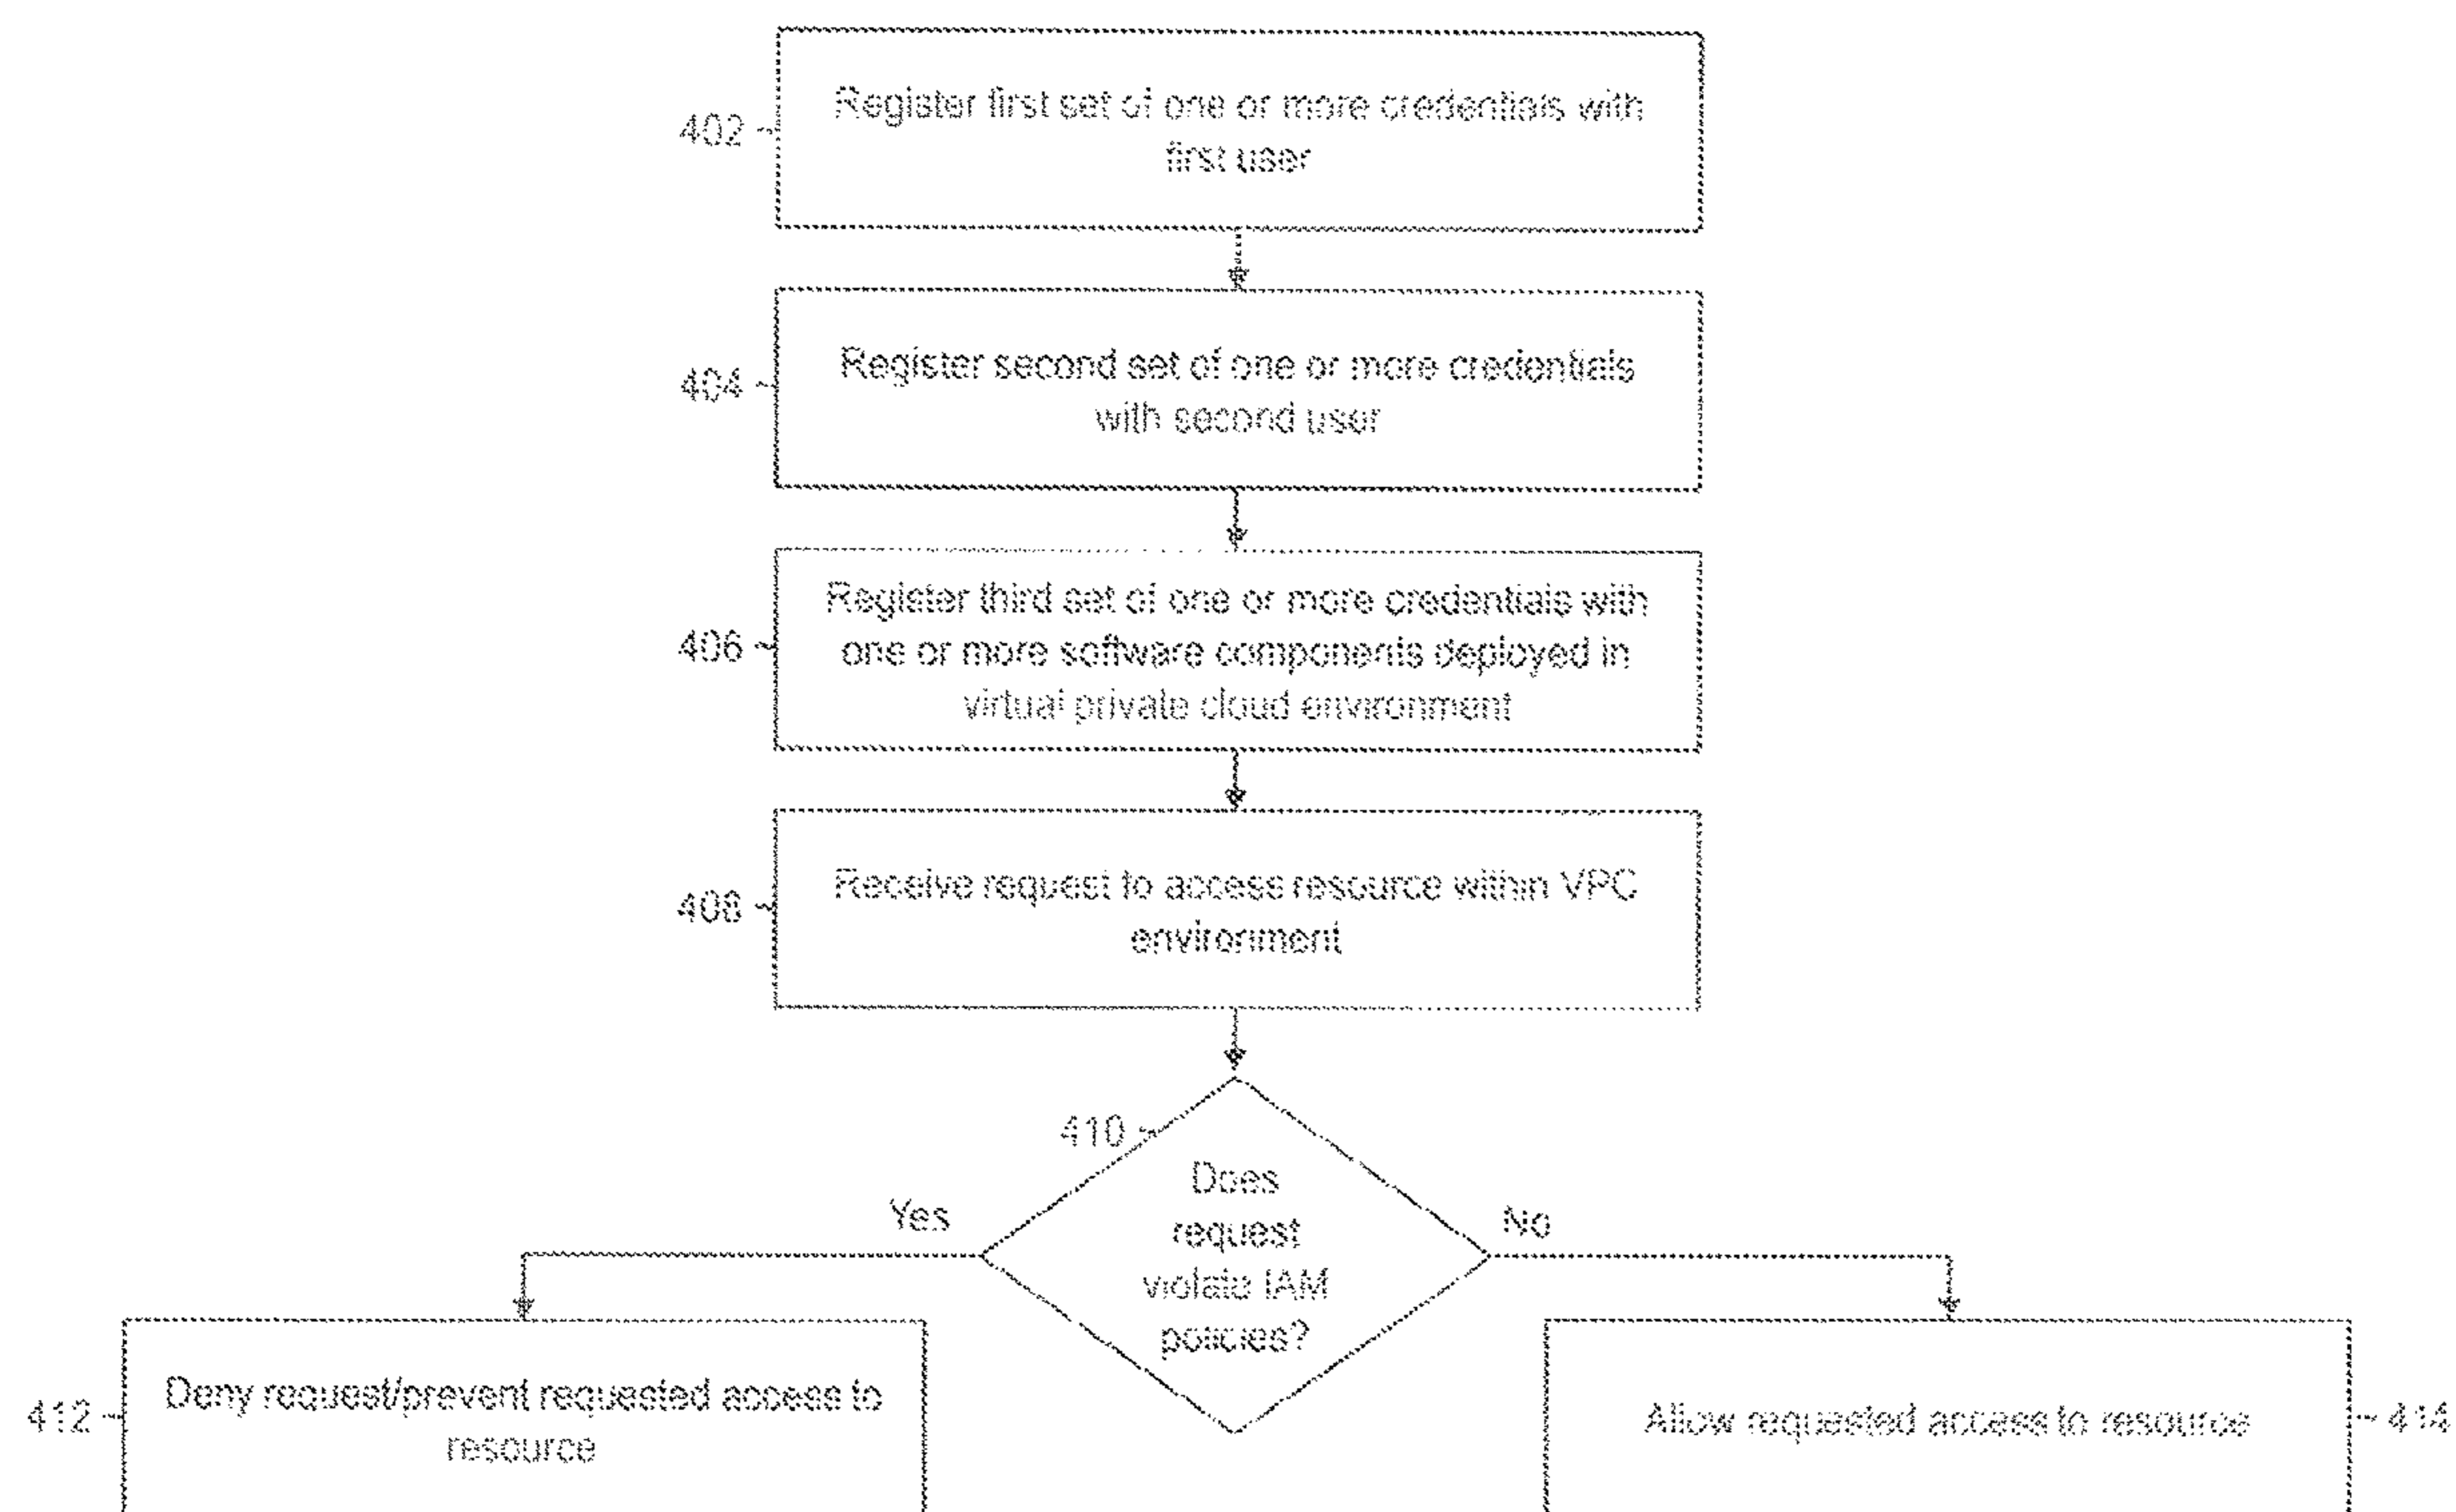 402
Register first set of one or more credentials with
first user
404
Register second set of one or more credentials
with second user
406
Register third set of one or more credentials with
one or more software components deployed in
virtual private cloud environment
408
Receive request to access resource within VPC
environment
410
Does
request
violate IAM
policies?
Yes
No
412
Deny request/prevent requested access to
resource
Allow requested access to resource
414